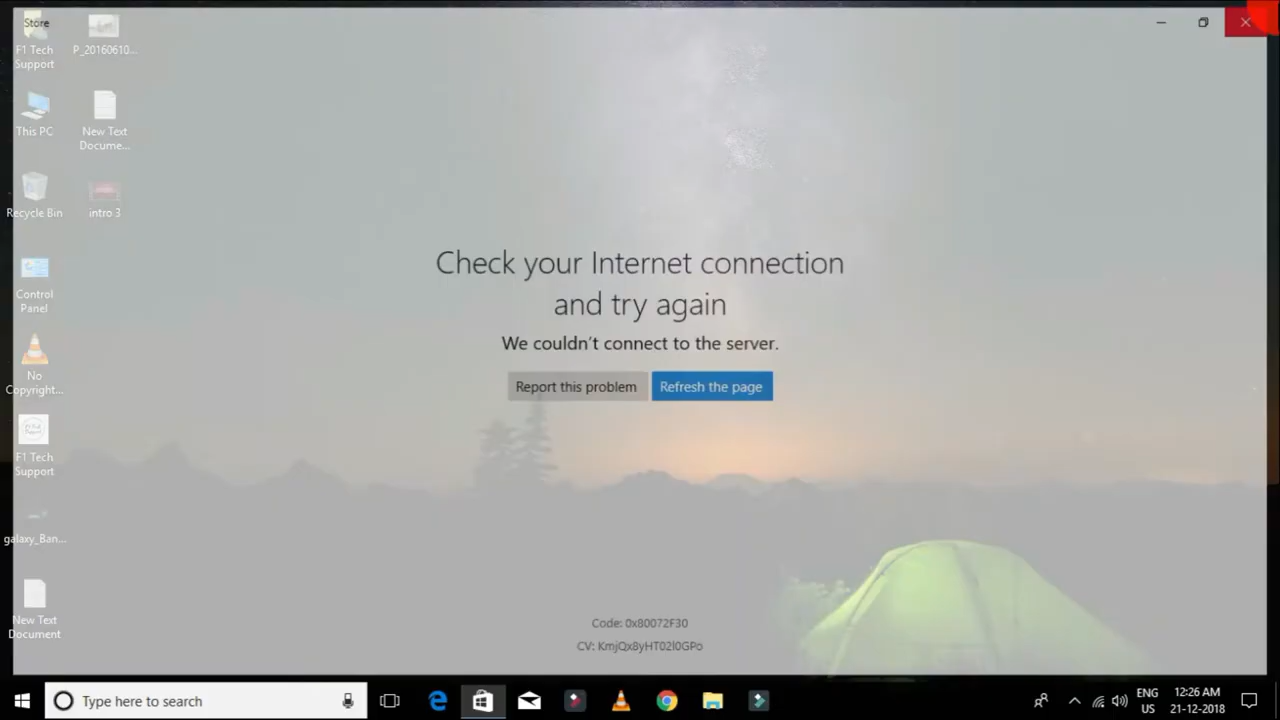 Store
F1 Tech
Support
P_20160610...
This PC
New Text
Docume...
Recycle Bin
intro 3
Control
Panel
No
Copyright...
F1 Tech
Support
galaxy_Ban...
New Text
Document
Check your Internet connection
and try again
We couldn't connect to the server.
Report this problem
Refresh the page
Code: 0x80072F30
CV: KmjQx8yHT02l0GPo
Type here to search
ENG
US
12:26 AM
21-12-2018